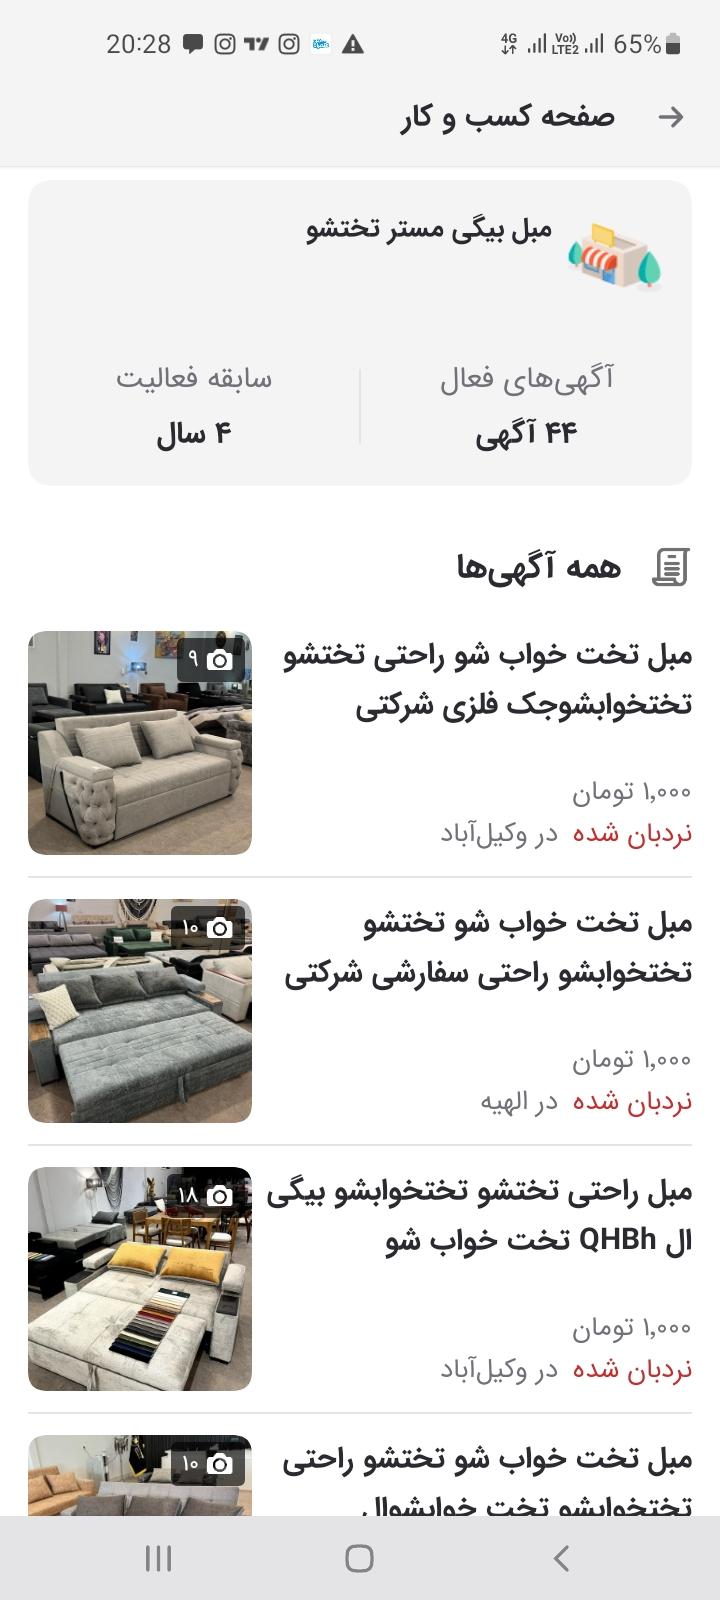 20:28
4G
Vo))
LTE2
65%
صفحه کسب و کار
مبل بیگی مستر تختشو
آگهی‌های فعال
۴۴ آگهی
سابقه فعالیت
۴ سال
همه آگهی‌ها
مبل تخت خواب شو راحتی تختشو
تختخوابشوجک فلزی شرکتی
۱,۰۰۰ تومان
نردبان شده در وکیل‌آباد
۹
مبل تخت خواب شو تختشو
تختخوابشو راحتی سفارشی شرکتی
۱,۰۰۰ تومان
نردبان شده در الهیه
۱۰
مبل راحتی تختشو تختخوابشو بیگی
ال QHBh تخت خواب شو
۱,۰۰۰ تومان
نردبان شده در وکیل‌آباد
۱۸
مبل تخت خواب شو تختشو راحتی
تختخوابشو تخت خوابشوال
۱۰